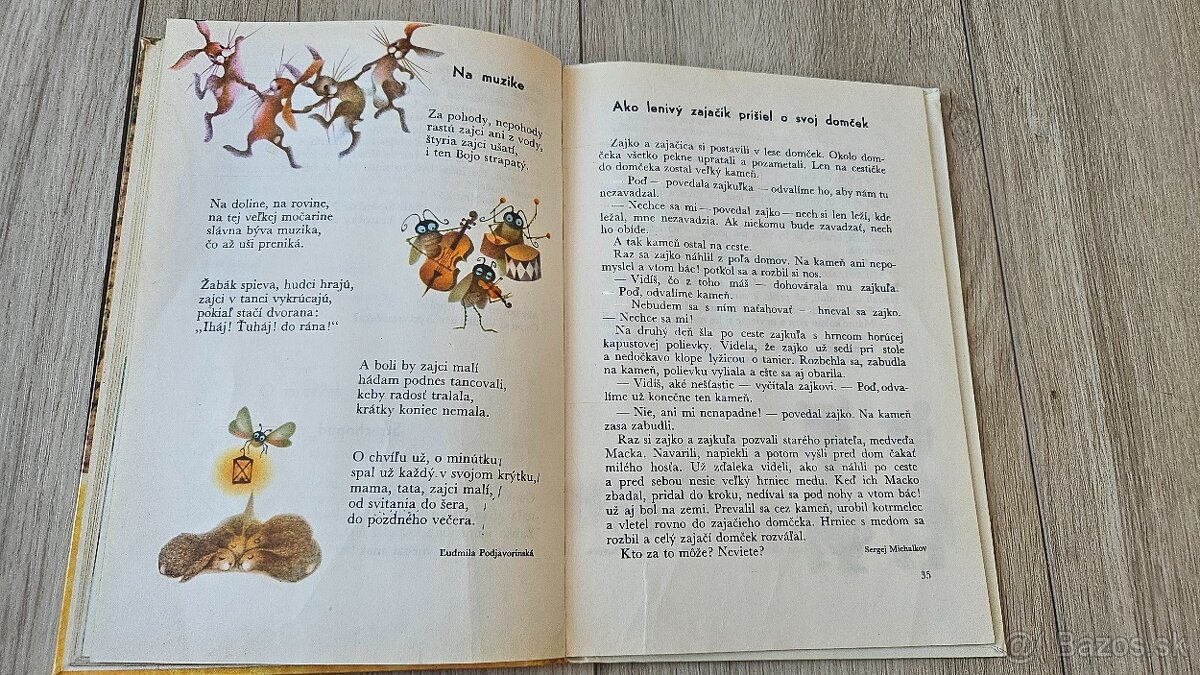 Na muzike
Za pohody, nepohody
rastú zajci ani z vody,
štyria zajci ušatí,
i ten Bojo strapatý.
Na doline, na rovine,
na tej veľkej močarine
slávna býva muzika,
čo až uši preniká.
Žabák spieva, hudci hrajú,
zajci v tanci vykrúcajú,
pokiaľ stačí dvorana:
„Iháj! Ťuháj! do rána!“
A boli by zajci malí
hádam podnes tancovali,
keby radosť tralala,
krátky koniec nemala.
O chvíľu už, o minútku
spal už každý v svojom krýtku,
mama, tata, zajci malí,
od svitania do šera,
do pozdného večera.
Ľudmila Podjavorinská
Ako lenivý zajačik prišiel o svoj domček
Zajko a zajačica si postavili v lese domček. Okolo dom-
čeka všetko pekne upratali a pozametali. Len na cestičke
do domčeka zostal veľký kameň.
— Poď — povedala zajkuľka — odvalíme ho, aby nám tu
nezavadzal.
— Nechce sa mi — povedal zajko — nech si len leží, kde
ležal, mne nezavadzia. Ak niekomu bude zavadzať, nech
ho obíde.
A tak kameň ostal na ceste.
Raz sa zajko náhlil z poľa domov. Na kameň ani nepo-
myslel a vtom bác! potkol sa a rozbil si nos.
— Vidíš, čo z toho máš — dohovárala mu zajkuľa.
— Poď, odvalíme kameň.
— Nebudem sa s ním naťahovať — hneval sa zajko.
— Nechce sa mi!
Na druhý deň šla po ceste zajkuľa s hrncom horúcej
kapustovej polievky. Videla, že zajko už sedí pri stole
a nedočkavo klope lyžicou o tanier. Rozbehla sa, zabudla
na kameň, polievku vyliala a ešte sa aj obarila.
— Vidíš, aké nešťastie — vyčítala zajkovi. — Poď, odva-
líme už konečne ten kameň.
— Nie, ani mi nenapadne! — povedal zajko. Na kameň
zasa zabudli.
Raz si zajko a zajkuľa pozvali starého priateľa, medveďa
Macka. Navarili, napiekli a potom vyšli pred dom čakať
milého hosťa. Už zďaleka videli, ako sa náhli po ceste
a pred sebou nesie veľký hrniec medu. Keď ich Macko
zbadal, pridal do kroku, nedíval sa pod nohy a vtom bác!
už aj bol na zemi. Prevalil sa cez kameň, urobil kotrmelec
a vletel rovno do zajačieho domčeka. Hrniec s medom sa
rozbil a celý zajačí domček rozváľal.
Kto za to môže? Neviete?
Sergej Michalkov
35
Bazos.sk